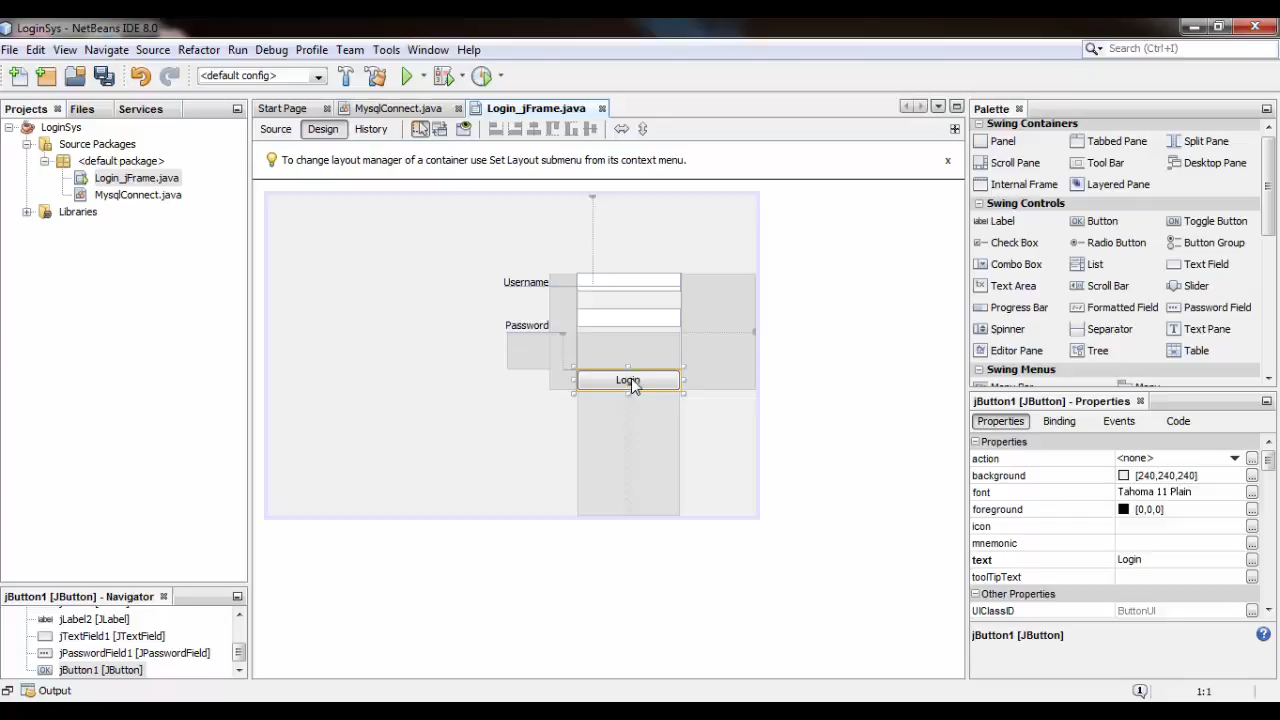 LoginSys - NetBeans IDE 8.0
File Edit View Navigate Source Refactor Run Debug Profile Team Tools Window Help
Search (Ctrl+I)
<default config>
Projects Files Services
LoginSys
Source Packages
<default package>
Login_jFrame.java
MysqlConnect.java
Libraries
Start Page MysqlConnect.java Login_jFrame.java
Source Design History
To change layout manager of a container use Set Layout submenu from its context menu. x
Username
Password
Login
Palette
Swing Containers
Panel Tabbed Pane Split Pane
Scroll Pane Tool Bar Desktop Pane
Internal Frame Layered Pane
Swing Controls
Label Button Toggle Button
Check Box Radio Button Button Group
Combo Box List Text Field
Text Area Scroll Bar Slider
Progress Bar Formatted Field Password Field
Spinner Separator Text Pane
Editor Pane Tree Table
Swing Menus
jButton1 [JButton] - Properties
Properties Binding Events Code
Properties
action <none>
background [240,240,240]
font Tahoma 11 Plain
foreground [0,0,0]
icon
mnemonic
text Login
toolTipText
Other Properties
UIClassID ButtonUI
jButton1 [JButton]
jButton1 [JButton] - Navigator
jLabel2 [JLabel]
jTextField1 [JTextField]
jPasswordField1 [JPasswordField]
jButton1 [JButton]
Output
1:1